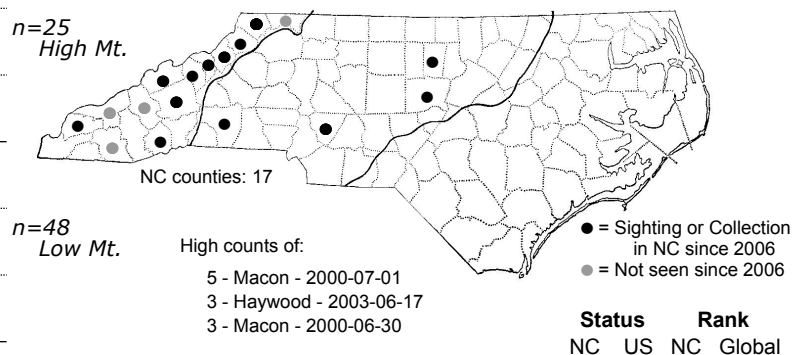 n=25
High Mt.
NC counties: 17
n=48
Low Mt.
High counts of:
5 - Macon - 2000-07-01
3 - Haywood - 2003-06-17
3 - Macon - 2000-06-30
● = Sighting or Collection
in NC since 2006
● = Not seen since 2006
Status Rank
NC US NC Global